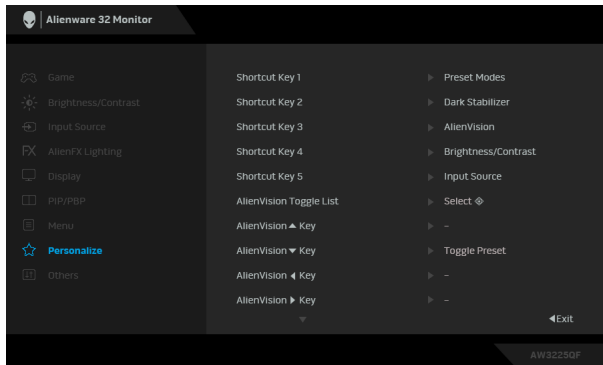 Alienware 32 Monitor
Game
Brightness/Contrast
Input Source
FX AlienFX Lighting
Display
PIP/PBP
Menu
Personalize
Others
Shortcut Key 1 Preset Modes
Shortcut Key 2 Dark Stabilizer
Shortcut Key 3 AlienVision
Shortcut Key 4 Brightness/Contrast
Shortcut Key 5 Input Source
AlienVision Toggle List Select
AlienVision ▲ Key –
AlienVision ▼ Key Toggle Preset
AlienVision ◀ Key –
AlienVision ▶ Key –
◀Exit
AW3225QF